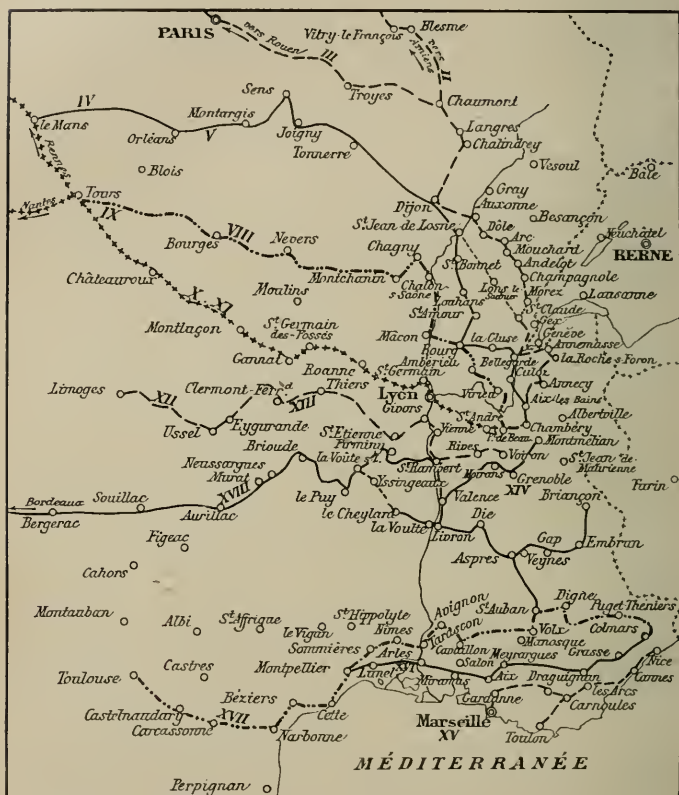 PARIS
vers Rouen
III
Vitry-le-François
Blesme
vers Amiens
II
Troyes
Chaumont
Sens
IV
le Mans
Montargis
V
Orléans
Joigny
Tonnerre
Langres
Chalindrey
Rennes
Blois
Vesoul
Bâle
Nantes
Tours
IX
Dijon
Gray
Auxonne
Besançon
Neuchâtel
BERNE
VIII
Bourges
Nevers
St Jean de Losne
Dôle
Arc
Mouchard
Chagny
Andelot
Champagnole
Châteauroux
Moulins
Montchanin
Chalon-s-Saône
St Bonnet
Lons le Saunier
Morez
Lausanne
Louhans
St Claude
Gex
X-XI
St Amour
Genève
Montluçon
St Germain des-Fossés
Mâcon
Bourg
la Cluse
Annemasse
Gannat
Roanne
Ambérieu
Bellegarde
la Roche-s-Foron
St Germain
Culoz
Limoges
XII
Clermont-Ferrd
Thiers
Lyon
Virieu
Annecy
XIII
Givors
Aix-les Bains
Ussel
Eygurande
St Etienne
Vienne
St André
Albertville
Chambéry
Firminy
Pt de Beauv.
Montmélian
Brioude
la Voûte
Rives
Voiron
Neussargues
St Rambert
St Jean de Maurienne
Murat
Yssingeaux
Moirans
Grenoble
XIV
Turin
Bordeaux
Souillac
XVIII
le Puy
Valence
Briançon
Bergerac
Aurillac
le Cheylard
la Voulte
Livron
Die
Gap
Embrun
Figeac
Aspres
Veynes
Cahors
Avignon
St Auban
Digne
Puget-Théniers
Montauban
Albi
St Affrique
St Hippolyte
Colmars
le Vigan
Nîmes
Tarascon
Volx
Sommières
Cavaillon
Manosque
Arles
Salon
Meyrargues
Grasse
Toulouse
Castres
Montpellier
Lunel
XVI
Miramas
Aix
Draguignan
Nice
Cannes
Béziers
Gardanne
les Arcs
Castelnaudary
XVII
Cette
Marseille
XV
Carnoules
Carcassonne
Narbonne
Toulon
MÉDITERRANÉE
Perpignan